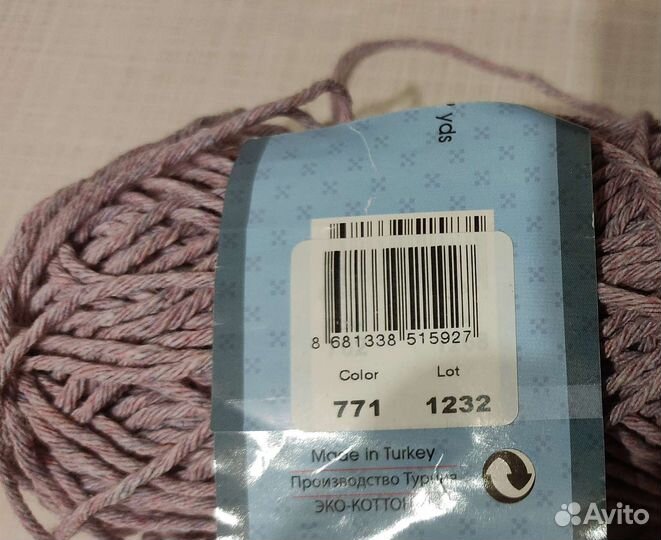 yds
8 681338 515927
Color Lot
771 1232
Made in Turkey
Производство Турция
ЭКО-КОТТОН
Avito